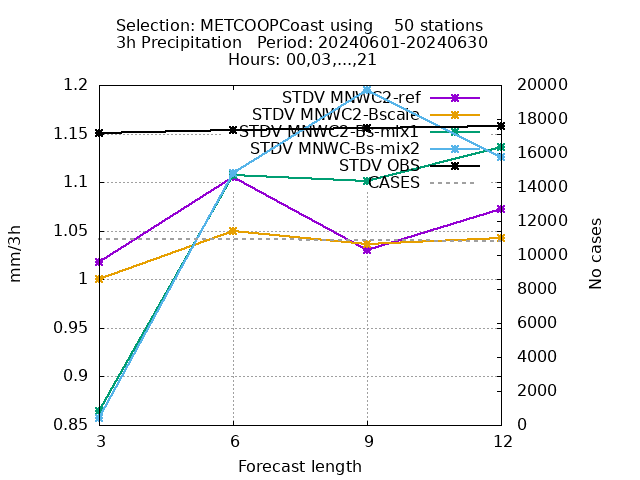 Selection: METCOOPCoast using    50 stations
3h Precipitation   Period: 20240601-20240630
Hours: 00,03,...,21
STDV MNWC2-ref
STDV MNWC2-Bscale
STDV MNWC2-Bs-mix1
STDV MNWC-Bs-mix2
STDV OBS
CASES
1.2
1.15
1.1
1.05
1
0.95
0.9
0.85
mm/3h
20000
18000
16000
14000
12000
10000
8000
6000
4000
2000
0
No cases
3
6
9
12
Forecast length